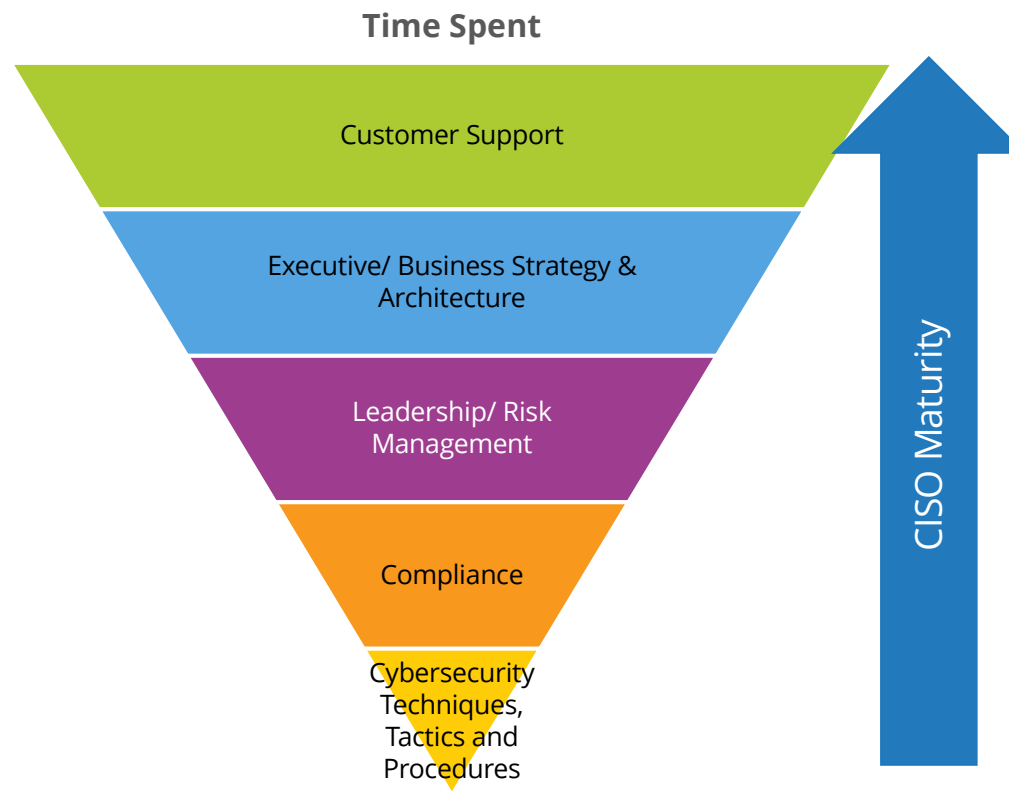 Time Spent
Customer Support
Executive/ Business Strategy &
Architecture
Leadership/ Risk
Management
Compliance
Cybersecurity
Techniques,
Tactics and
Procedures
CISO Maturity